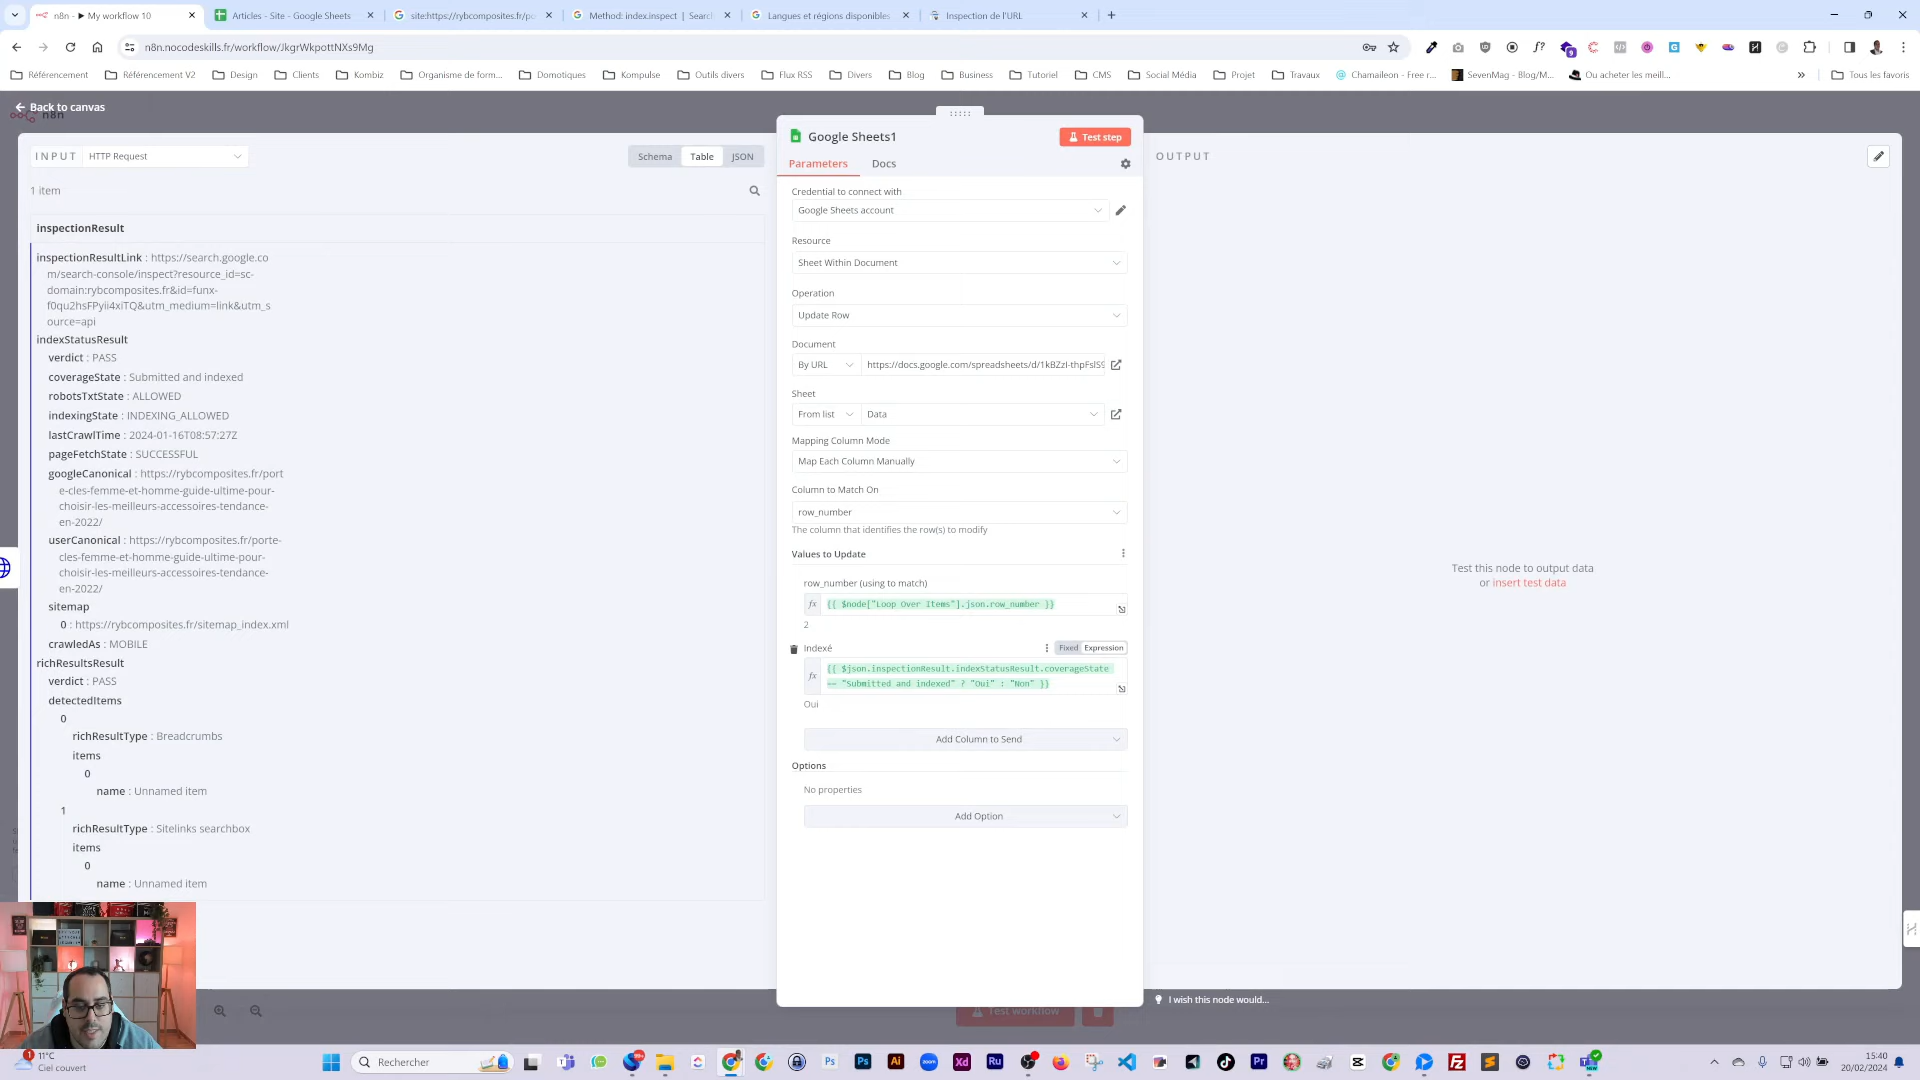 n8n - ▶ My workflow 10
Articles - Site - Google Sheets
site:https://rybcomposites.fr/po
Method: index.inspect | Searc
Langues et régions disponibles
Inspection de l'URL
n8n.nocodeskills.fr/workflow/JkgrWkpottNXs9Mg
Référencement
Référencement V2
Design
Clients
Kombiz
Organisme de form...
Domotiques
Kompulse
Outils divers
Flux RSS
Divers
Blog
Business
Tutoriel
CMS
Social Média
Projet
Travaux
Chamaileon - Free r...
SevenMag - Blog/M...
Ou acheter les meill...
Tous les favoris
Back to canvas
n8n
INPUT
HTTP Request
Schema
Table
JSON
1 item
inspectionResult
inspectionResultLink : https://search.google.co
m/search-console/inspect?resource_id=sc-
domain:rybcomposites.fr&id=funx-
f0qu2hsFPyii4xiTQ&utm_medium=link&utm_s
ource=api
indexStatusResult
verdict : PASS
coverageState : Submitted and indexed
robotsTxtState : ALLOWED
indexingState : INDEXING_ALLOWED
lastCrawlTime : 2024-01-16T08:57:27Z
pageFetchState : SUCCESSFUL
googleCanonical : https://rybcomposites.fr/port
e-cles-femme-et-homme-guide-ultime-pour-
choisir-les-meilleurs-accessoires-tendance-
en-2022/
userCanonical : https://rybcomposites.fr/porte-
cles-femme-et-homme-guide-ultime-pour-
choisir-les-meilleurs-accessoires-tendance-
en-2022/
sitemap
0 : https://rybcomposites.fr/sitemap_index.xml
crawledAs : MOBILE
richResultsResult
verdict : PASS
detectedItems
0
richResultType : Breadcrumbs
items
0
name : Unnamed item
1
richResultType : Sitelinks searchbox
items
0
name : Unnamed item
Google Sheets1
Test step
Parameters
Docs
Credential to connect with
Google Sheets account
Resource
Sheet Within Document
Operation
Update Row
Document
By URL
https://docs.google.com/spreadsheets/d/1kBZzI-thpFslS9
Sheet
From list
Data
Mapping Column Mode
Map Each Column Manually
Column to Match On
row_number
The column that identifies the row(s) to modify
Values to Update
row_number (using to match)
fx
{{ $node["Loop Over Items"].json.row_number }}
2
Indexé
Fixed
Expression
fx
{{ $json.inspectionResult.indexStatusResult.coverageState
== "Submitted and indexed" ? "Oui" : "Non" }}
Oui
Add Column to Send
Options
No properties
Add Option
OUTPUT
Test this node to output data
or insert test data
I wish this node would...
Test workflow
11°C
Ciel couvert
Rechercher
15:40
20/02/2024